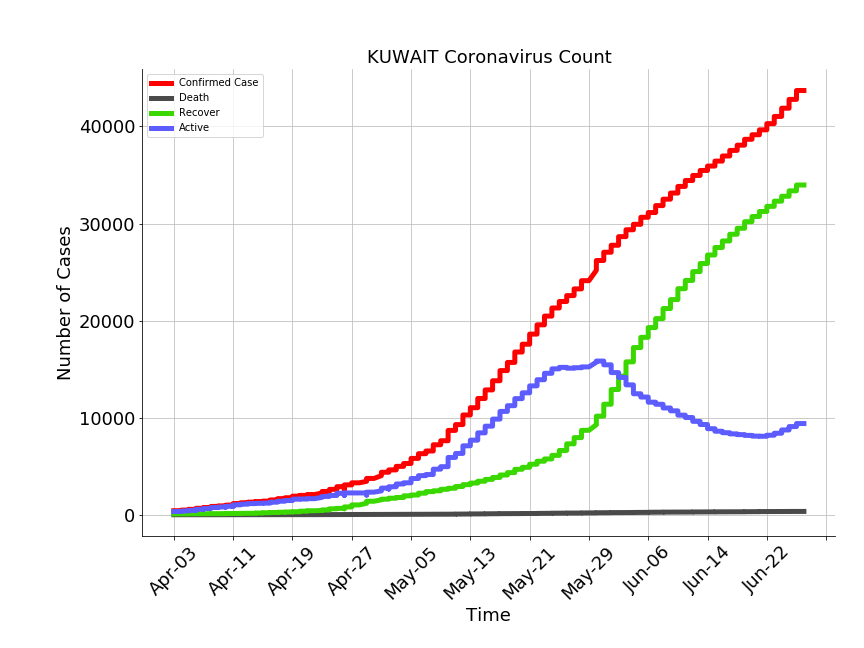 KUWAIT Coronavirus Count
Confirmed Case
Death
Recover
Active
Number of Cases
40000
30000
20000
10000
0
Apr-03
Apr-11
Apr-19
Apr-27
May-05
May-13
May-21
May-29
Jun-06
Jun-14
Jun-22
Time